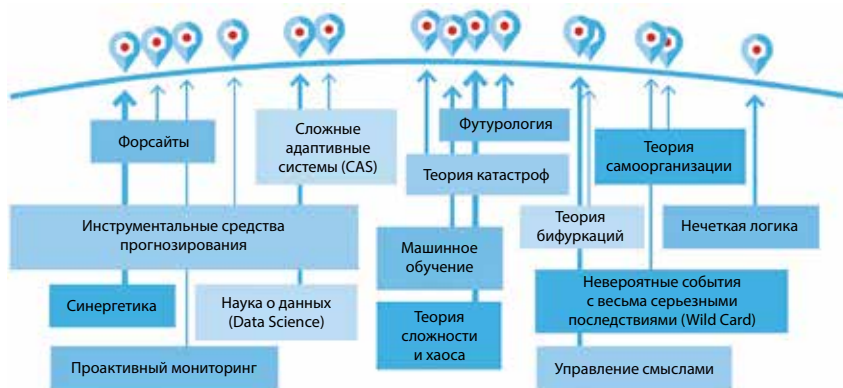 Форсайты
Сложные
адаптивные
системы (CAS)
Футурология
Теория катастроф
Теория
самоорганизации
Инструментальные средства
прогнозирования
Машинное
обучение
Теория
бифуркаций
Нечеткая логика
Синергетика
Наука о данных
(Data Science)
Теория
сложности
и хаоса
Невероятные события
с весьма серьезными
последствиями (Wild Card)
Проактивный мониторинг
Управление смыслами